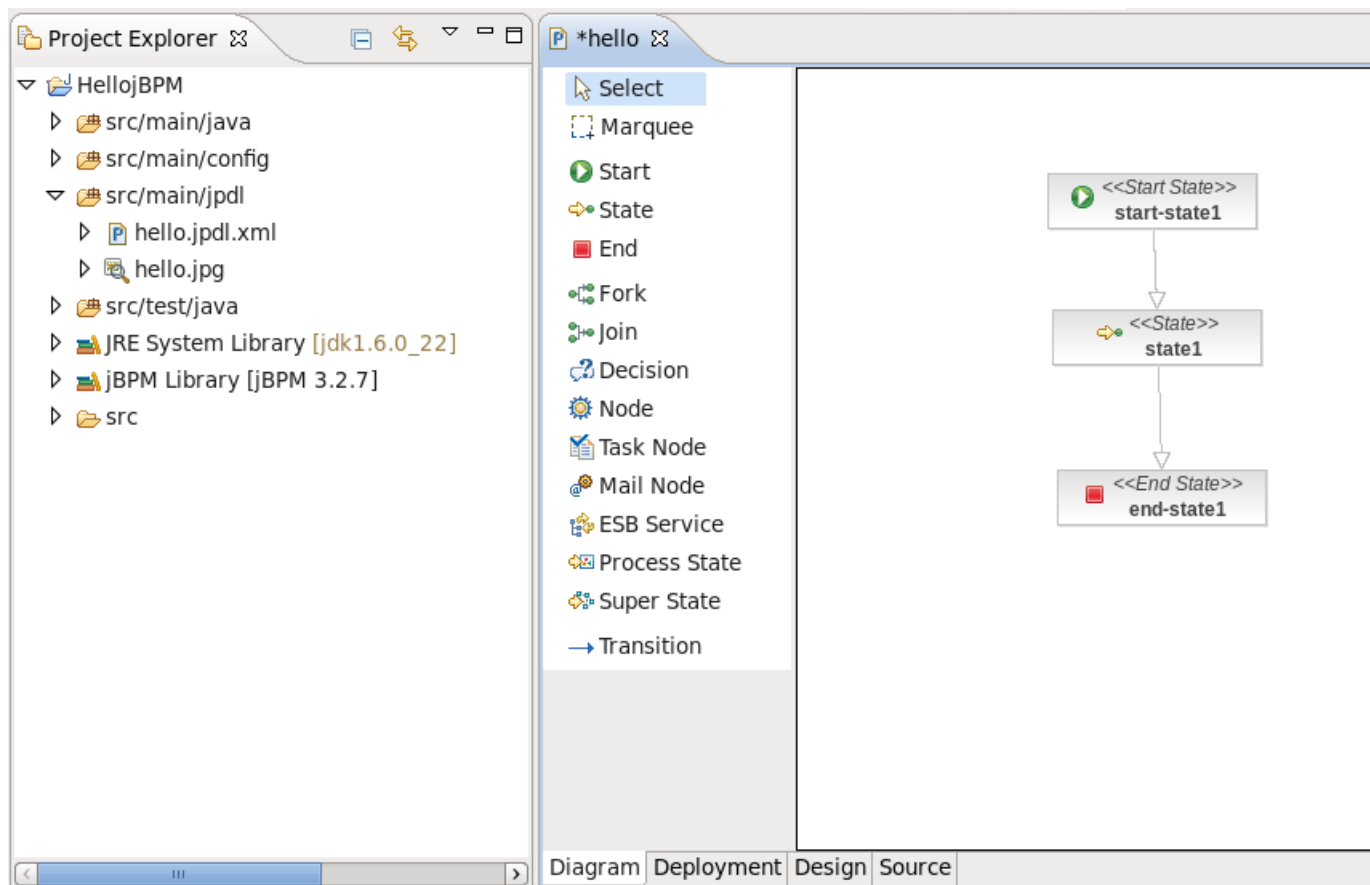 Project Explorer
HellojBPM
src/main/java
src/main/config
src/main/jpdl
hello.jpdl.xml
hello.jpg
src/test/java
JRE System Library [jdk1.6.0_22]
jBPM Library [jBPM 3.2.7]
src
*hello
Select
Marquee
Start
State
End
Fork
Join
Decision
Node
Task Node
Mail Node
ESB Service
Process State
Super State
Transition
<<Start State>>
start-state1
<<State>>
state1
<<End State>>
end-state1
Diagram Deployment Design Source